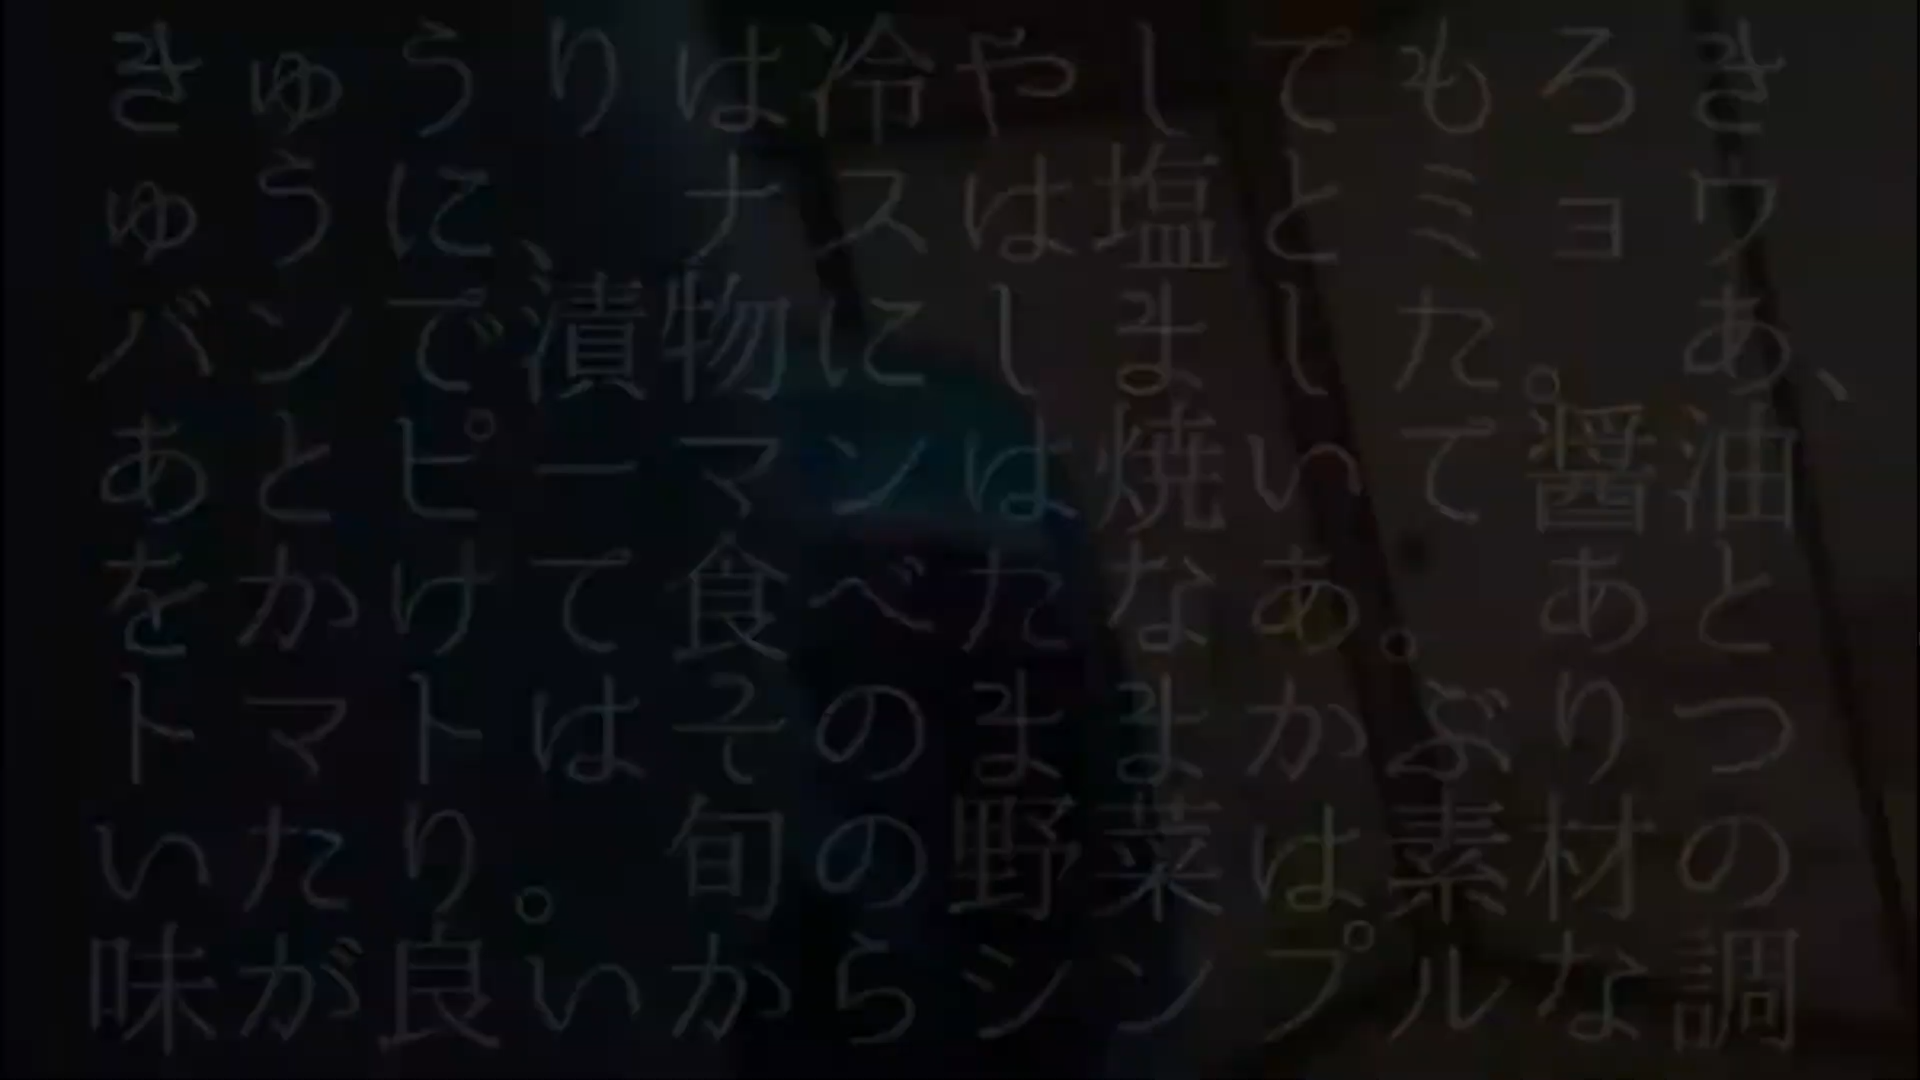 きゅうりは冷やしてもろき
ゅうに、ナスは塩とミョウ
バンで漬物にしました。あ、
あとピーマンは焼いて醤油
をかけて食べたなあ。あと
トマトはそのままかぶりつ
いたり。旬の野菜は素材の
味が良いからシンプルな調